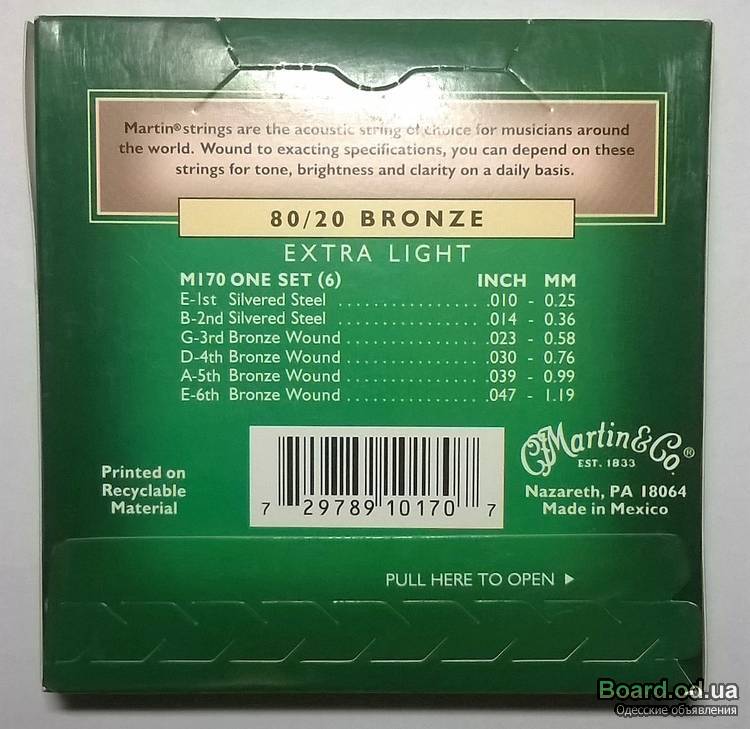 Martin® strings are the acoustic string of choice for musicians around
the world. Wound to exacting specifications, you can depend on these
strings for tone, brightness and clarity on a daily basis.
80/20 BRONZE
EXTRA LIGHT
M170 ONE SET (6) INCH MM
E-1st Silvered Steel .................... .010 - 0.25
B-2nd Silvered Steel .................... .014 - 0.36
G-3rd Bronze Wound .................... .023 - 0.58
D-4th Bronze Wound .................... .030 - 0.76
A-5th Bronze Wound .................... .039 - 0.99
E-6th Bronze Wound .................... .047 - 1.19
CF Martin & Co.®
EST. 1833
Nazareth, PA 18064
Made in Mexico
Printed on
Recyclable
Material
7 29789 10170 7
PULL HERE TO OPEN ▶
Board.od.ua
Одесские объявления